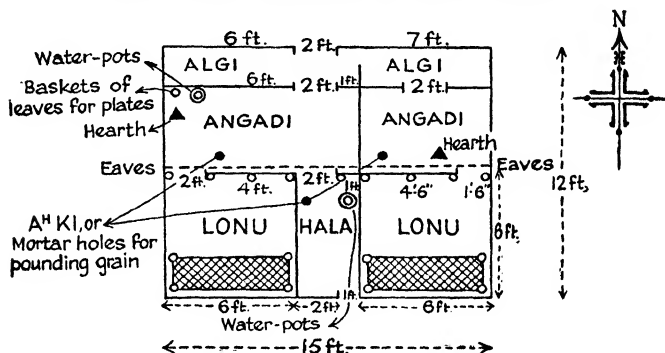 6 ft. 2 ft. 7 ft.
N
Water-pots
ALGI ALGI
Baskets of
leaves for plates
6 ft. 2 ft. 1 ft. 2 ft.
Hearth
ANGADI ANGADI
Hearth
Eaves Eaves
2 ft. 4 ft. 2 ft. 1 ft. 4'6" 1'6"
12 ft.
AH KI, or
Mortar holes for
pounding grain
LONU HALA LONU
6 ft.
6 ft. 2 ft. 1 ft. 6 ft.
Water-pots
15 ft.